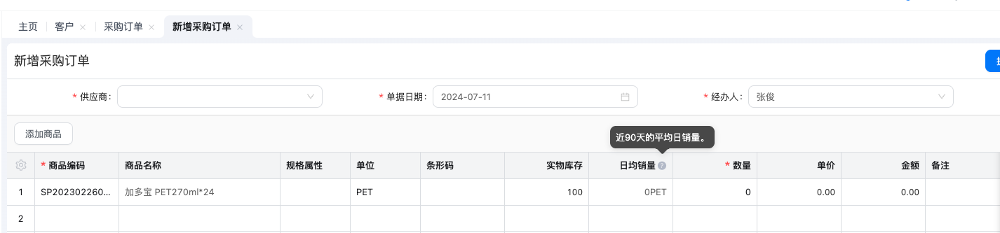 主页 客户 采购订单 新增采购订单
新增采购订单
* 供应商: * 单据日期: 2024-07-11 * 经办人: 张俊
添加商品
近90天的平均日销量。
* 商品编码 商品名称 规格属性 单位 条形码 实物库存 日均销量 * 数量 单价 金额 备注
1 SP202302260... 加多宝 PET270ml*24 PET 100 0PET 0 0.00 0.00
2